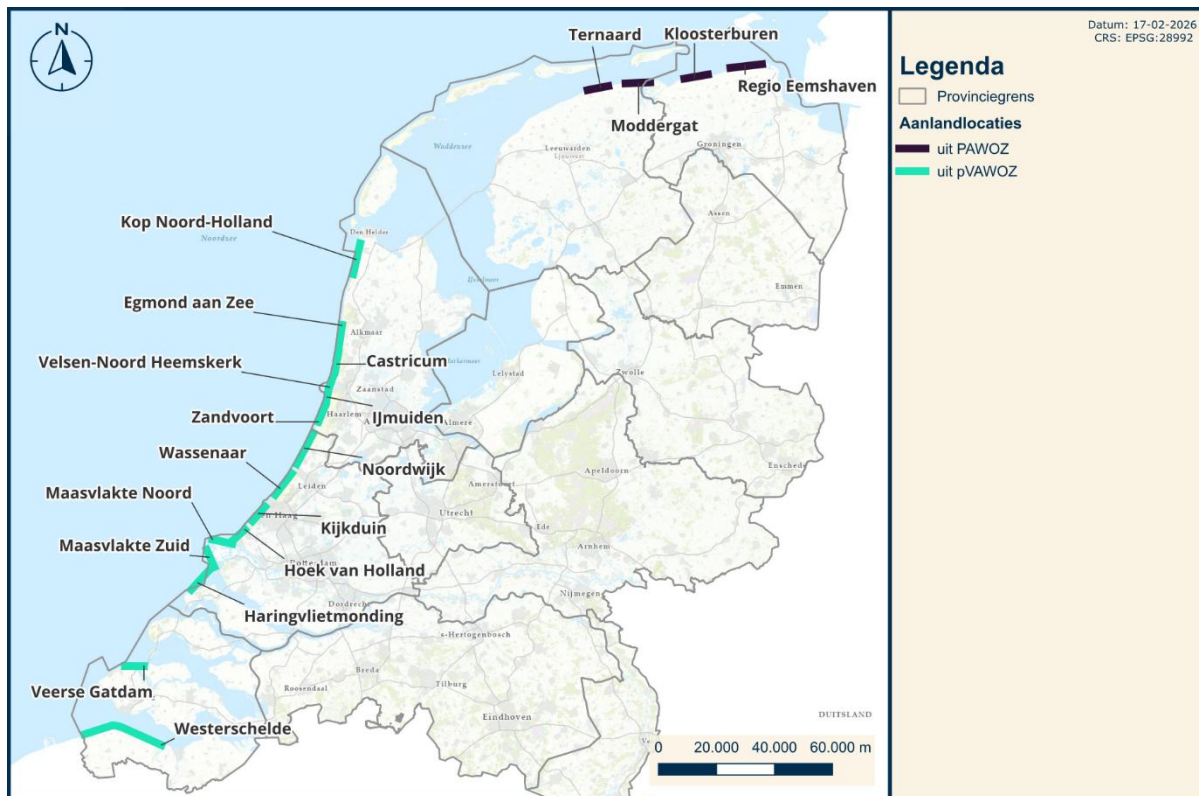 Datum: 17-02-2026
CRS: EPSG:28992
Legenda
Provinciegrens
Aanlandlocaties
uit PAWOZ
uit pVAWOZ
N
Ternaard
Kloosterburen
Regio Eemshaven
Moddergat
Waddenzee
Leeuwarden
Ljouwert
Groningen
Assen
Kop Noord-Holland
Den Helder
Noordzee
IJsselmeer
Emmen
Egmond aan Zee
Alkmaar
Velsen-Noord Heemskerk
Castricum
Markermeer
Lelystad
Zwolle
Zaanstad
Zandvoort
Haarlem
IJmuiden
Almere
Wassenaar
Noordwijk
Enschede
Apeldoorn
Leiden
Amersfoort
Maasvlakte Noord
Utrecht
Kijkduin
Ede
Maasvlakte Zuid
Arnhem
Hoek van Holland
Nijmegen
Dordrecht
Haringvlietmonding
s-Hertogenbosch
Breda
Tilburg
Roosendaal
Veerse Gatdam
Eindhoven
Westerschelde
DUITSLAND
0 20.000 40.000 60.000 m